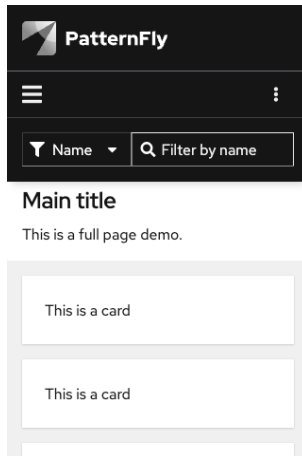 PatternFly
Name
Filter by name
Main title
This is a full page demo.
This is a card
This is a card